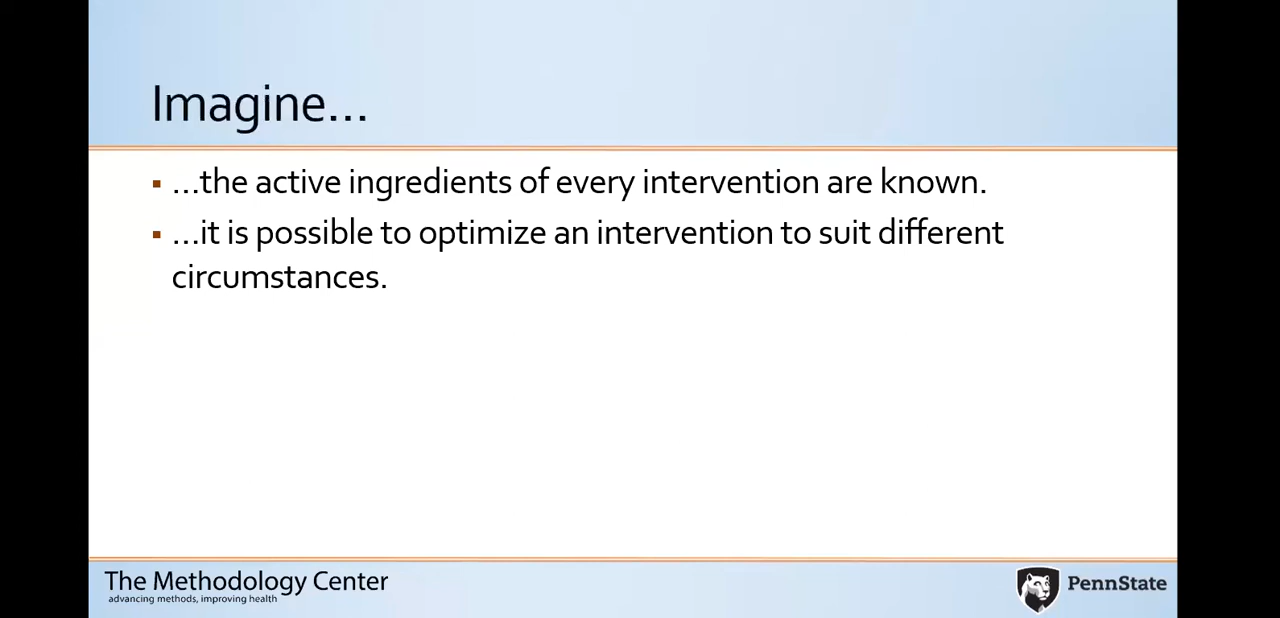 Imagine...
▪ ...the active ingredients of every intervention are known.
▪ ...it is possible to optimize an intervention to suit different
circumstances.
The Methodology Center
advancing methods, improving health
PennState